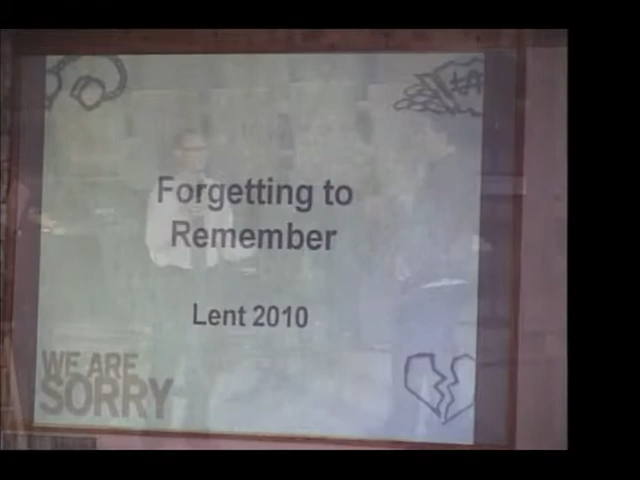 Forgetting to
Remember
Lent 2010
WE ARE
SORRY